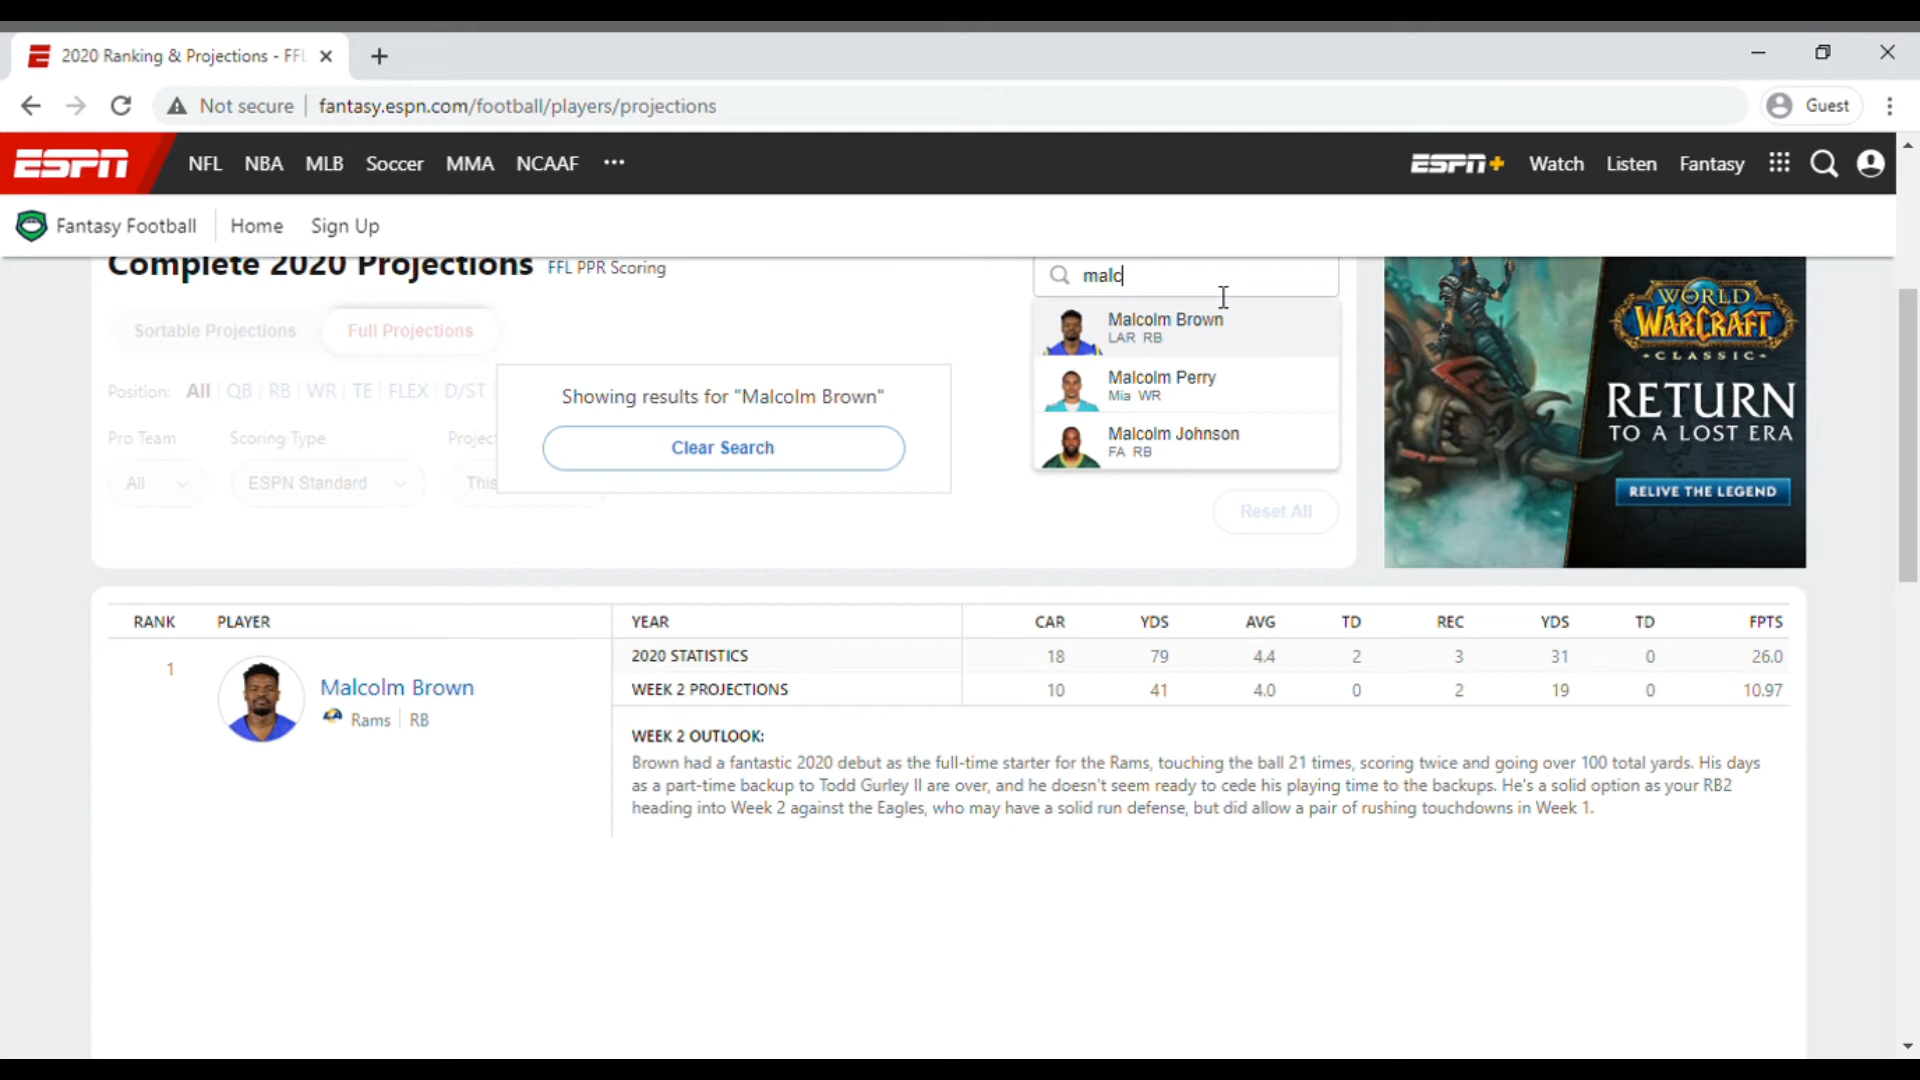 2020 Ranking & Projections - FFL
Not secure fantasy.espn.com/football/players/projections Guest
ESPN NFL NBA MLB Soccer MMA NCAAF ••• ESPN+ Watch Listen Fantasy
Fantasy Football Home Sign Up
Complete 2020 Projections FFL PPR Scoring
malc
Sortable Projections Full Projections
Malcolm Brown
LAR RB
Malcolm Perry
Mia WR
Malcolm Johnson
FA RB
Position: All QB RB WR TE FLEX D/ST
Showing results for "Malcolm Brown"
Clear Search
Pro Team Scoring Type Projec
All ESPN Standard This
Reset All
WORLD
WARCRAFT
CLASSIC
RETURN
TO A LOST ERA
RELIVE THE LEGEND
RANK PLAYER YEAR CAR YDS AVG TD REC YDS TD FPTS
2020 STATISTICS 18 79 4.4 2 3 31 0 26.0
1 Malcolm Brown WEEK 2 PROJECTIONS 10 41 4.0 0 2 19 0 10.97
Rams RB
WEEK 2 OUTLOOK:
Brown had a fantastic 2020 debut as the full-time starter for the Rams, touching the ball 21 times, scoring twice and going over 100 total yards. His days
as a part-time backup to Todd Gurley II are over, and he doesn't seem ready to cede his playing time to the backups. He's a solid option as your RB2
heading into Week 2 against the Eagles, who may have a solid run defense, but did allow a pair of rushing touchdowns in Week 1.